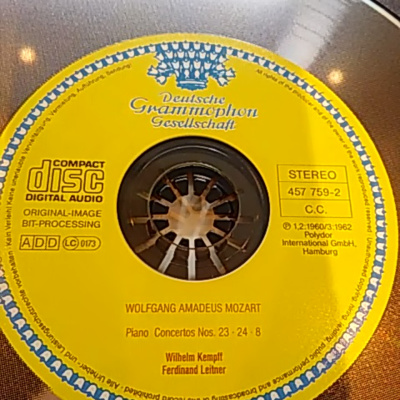 Deutsche
Grammophon
Gesellschaft
COMPACT
disc
DIGITAL AUDIO
ORIGINAL-IMAGE
BIT-PROCESSING
ADD LC 0173
STEREO
457 759-2
C.C.
℗ 1,2:1960/3:1962
Polydor
International GmbH,
Hamburg
WOLFGANG AMADEUS MOZART
Piano Concertos Nos. 23 · 24 · 8
Wilhelm Kempff
Ferdinand Leitner